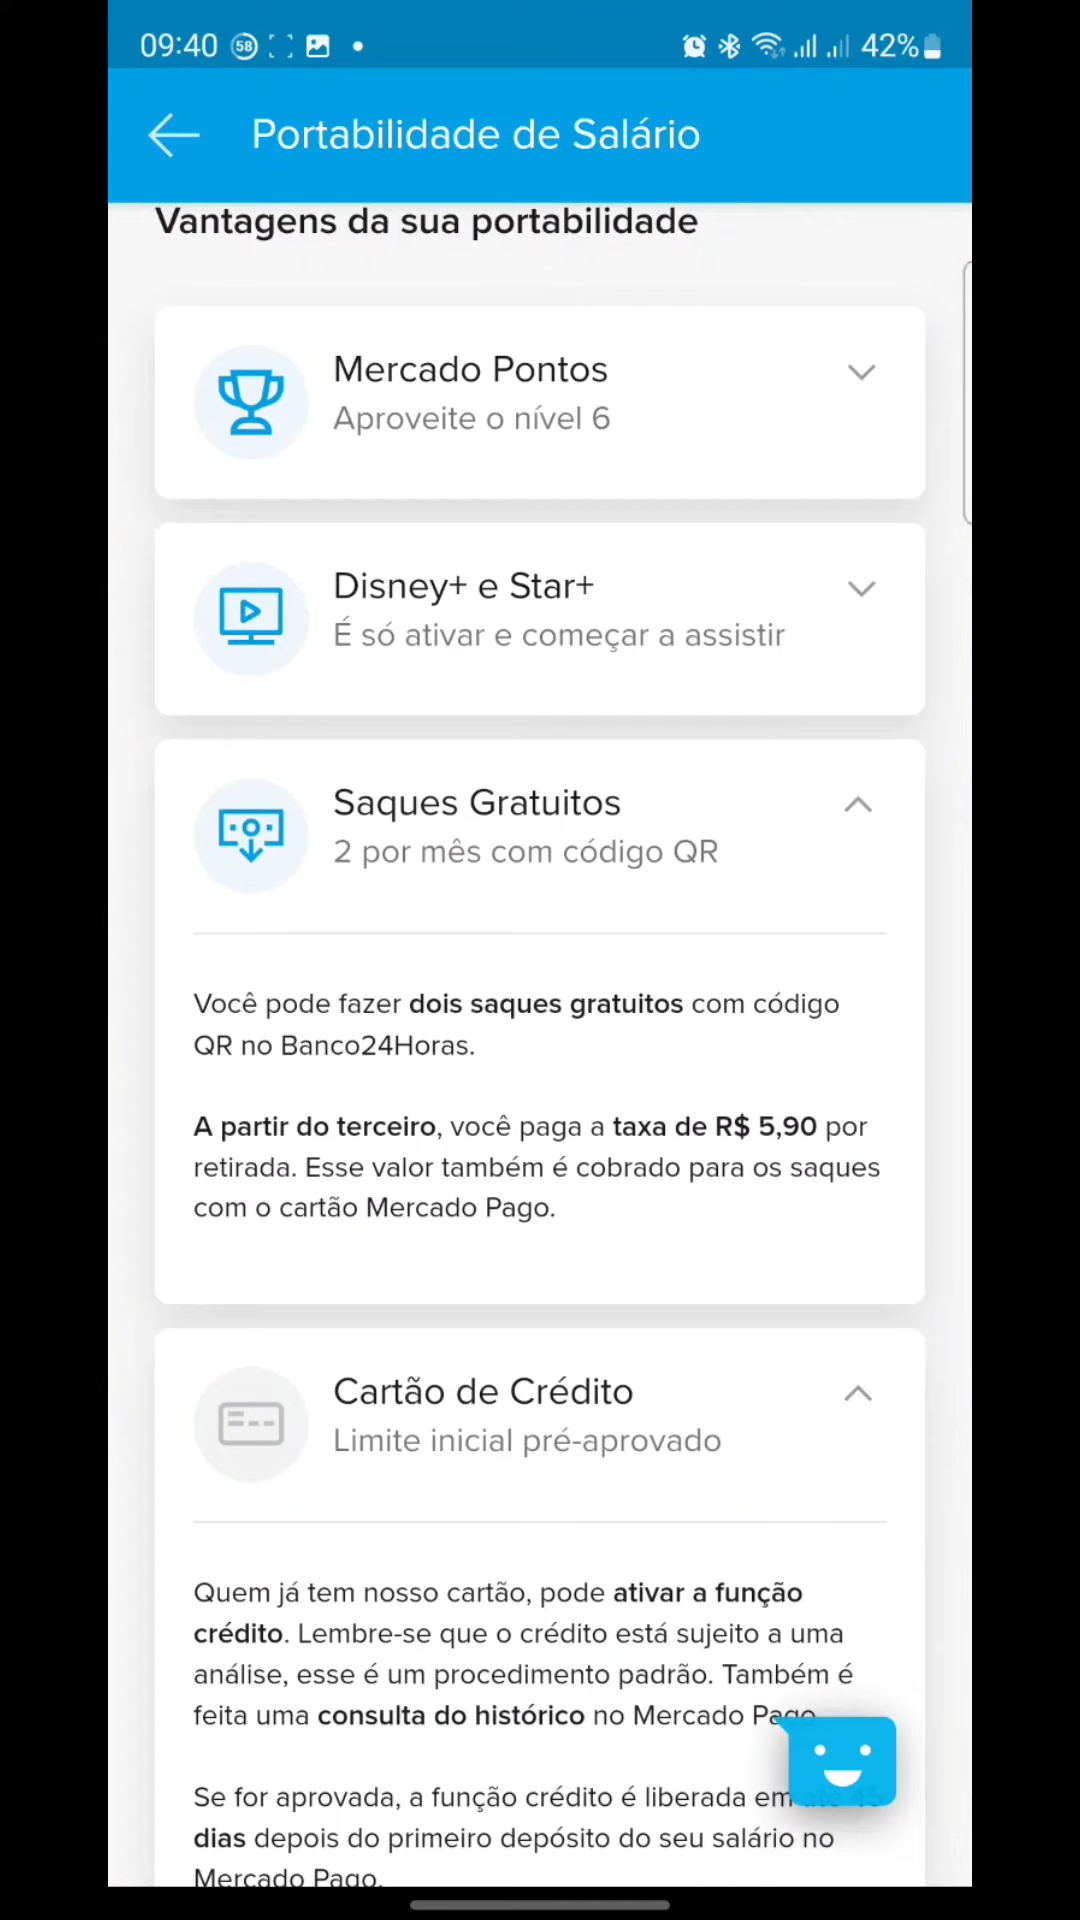 09:40 58 42%
Portabilidade de Salário
Vantagens da sua portabilidade
Mercado Pontos
Aproveite o nível 6
Disney+ e Star+
É só ativar e começar a assistir
Saques Gratuitos
2 por mês com código QR
Você pode fazer dois saques gratuitos com código
QR no Banco24Horas.
A partir do terceiro, você paga a taxa de R$ 5,90 por
retirada. Esse valor também é cobrado para os saques
com o cartão Mercado Pago.
Cartão de Crédito
Limite inicial pré-aprovado
Quem já tem nosso cartão, pode ativar a função
crédito. Lembre-se que o crédito está sujeito a uma
análise, esse é um procedimento padrão. Também é
feita uma consulta do histórico no Mercado Pago.
Se for aprovada, a função crédito é liberada em até 45
dias depois do primeiro depósito do seu salário no
Mercado Pago.